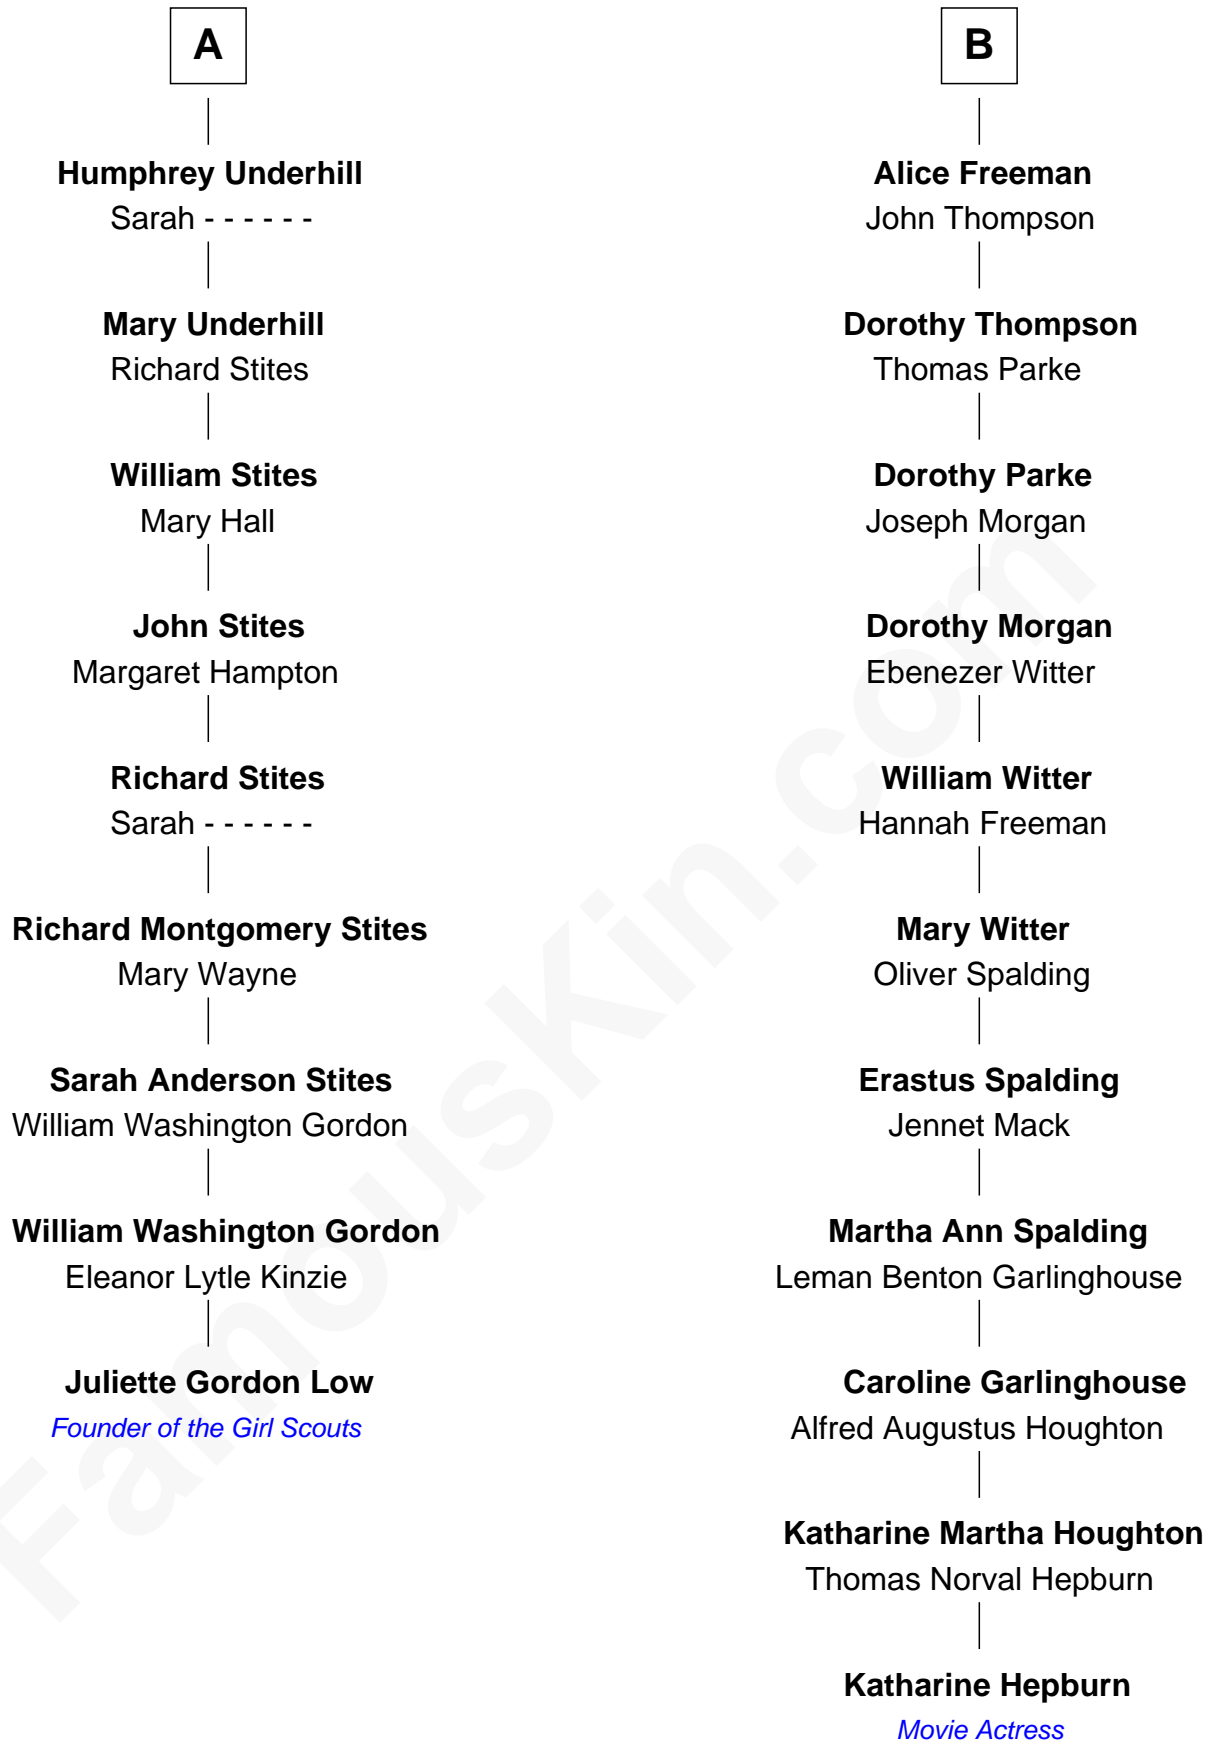 A
Humphrey Underhill
Sarah - - - - - -
Mary Underhill
Richard Stites
William Stites
Mary Hall
John Stites
Margaret Hampton
Richard Stites
Sarah - - - - - -
Richard Montgomery Stites
Mary Wayne
Sarah Anderson Stites
William Washington Gordon
William Washington Gordon
Eleanor Lytle Kinzie
Juliette Gordon Low
Founder of the Girl Scouts
B
Alice Freeman
John Thompson
Dorothy Thompson
Thomas Parke
Dorothy Parke
Joseph Morgan
Dorothy Morgan
Ebenezer Witter
William Witter
Hannah Freeman
Mary Witter
Oliver Spalding
Erastus Spalding
Jennet Mack
Martha Ann Spalding
Leman Benton Garlinghouse
Caroline Garlinghouse
Alfred Augustus Houghton
Katharine Martha Houghton
Thomas Norval Hepburn
Katharine Hepburn
Movie Actress
FamousKin.com